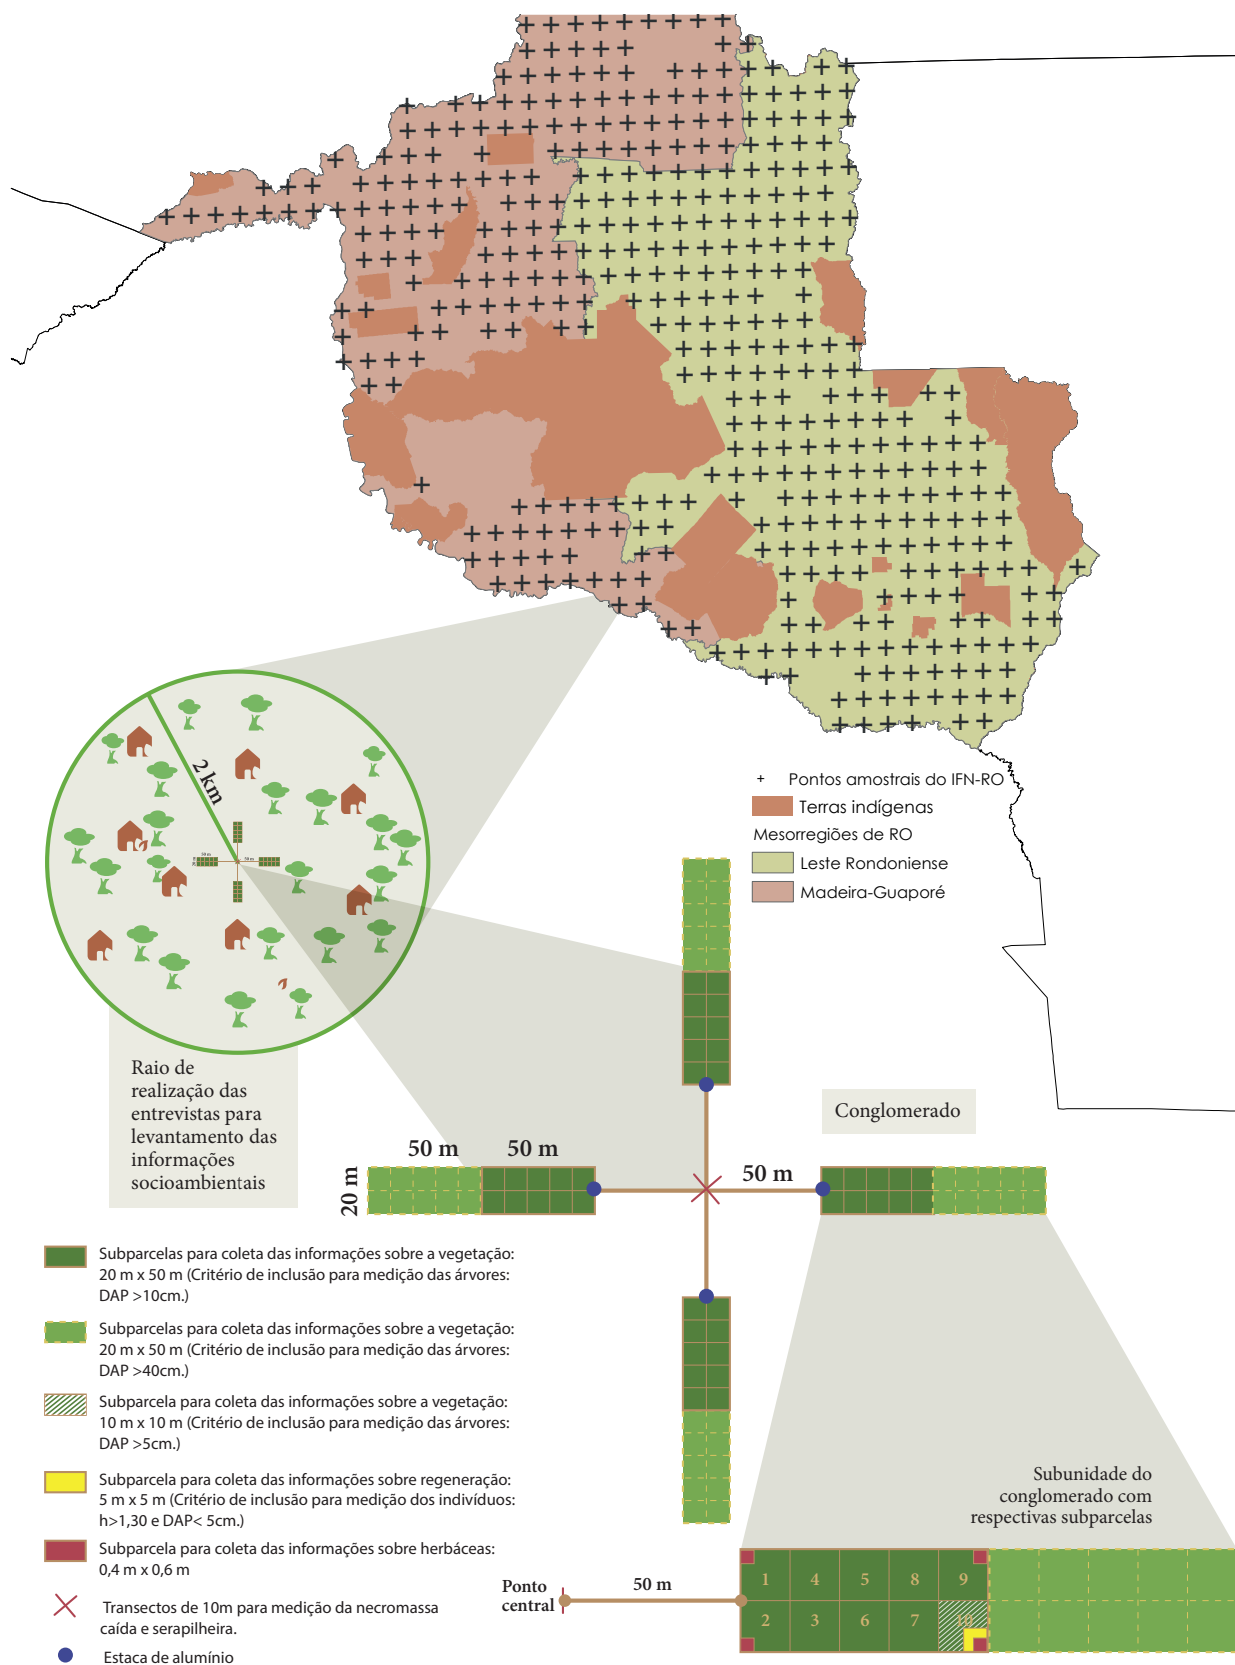 + Pontos amostrais do IFN-RO
Terras indígenas
Mesorregiões de RO
Leste Rondoniense
Madeira-Guaporé
2 km
50 m
Raio de
realização das
entrevistas para
levantamento das
informações
socioambientais
Conglomerado
50 m
50 m
50 m
20 m
Subparcelas para coleta das informações sobre a vegetação:
20 m x 50 m (Critério de inclusão para medição das árvores:
DAP >10cm.)
Subparcelas para coleta das informações sobre a vegetação:
20 m x 50 m (Critério de inclusão para medição das árvores:
DAP >40cm.)
Subparcela para coleta das informações sobre a vegetação:
10 m x 10 m (Critério de inclusão para medição das árvores:
DAP >5cm.)
Subparcela para coleta das informações sobre regeneração:
5 m x 5 m (Critério de inclusão para medição dos indivíduos:
h>1,30 e DAP< 5cm.)
Subparcela para coleta das informações sobre herbáceas:
0,4 m x 0,6 m
Transectos de 10m para medição da necromassa
caída e serapilheira.
Estaca de alumínio
Subunidade do
conglomerado com
respectivas subparcelas
Ponto
central
50 m
1 4 5 8 9
2 3 6 7 10